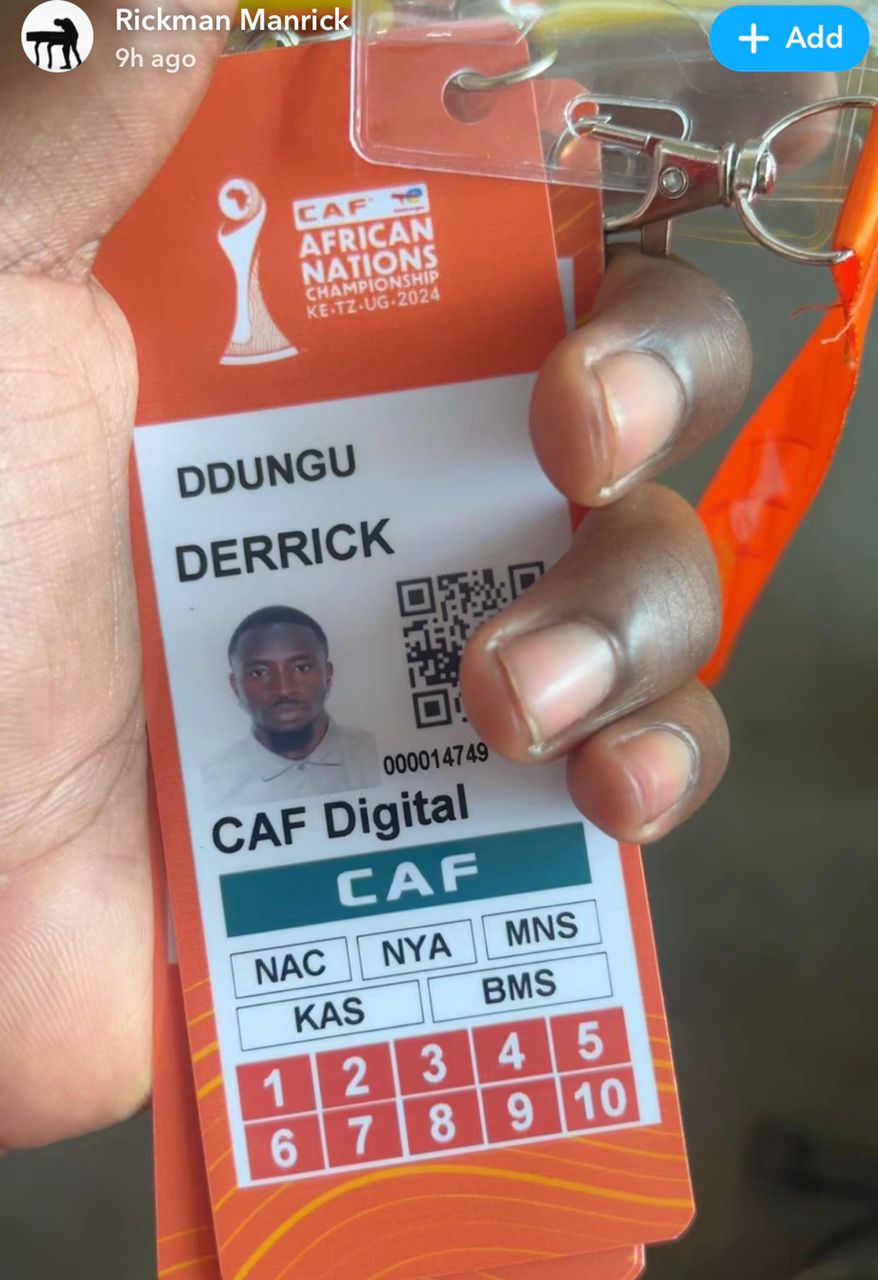 Rickman Manrick
9h ago
+ Add
CAF
AFRICAN
NATIONS
CHAMPIONSHIP
KE·TZ·UG·2024
DDUNGU
DERRICK
000014749
CAF Digital
CAF
NAC NYA MNS
KAS BMS
1 2 3 4 5
6 7 8 9 10